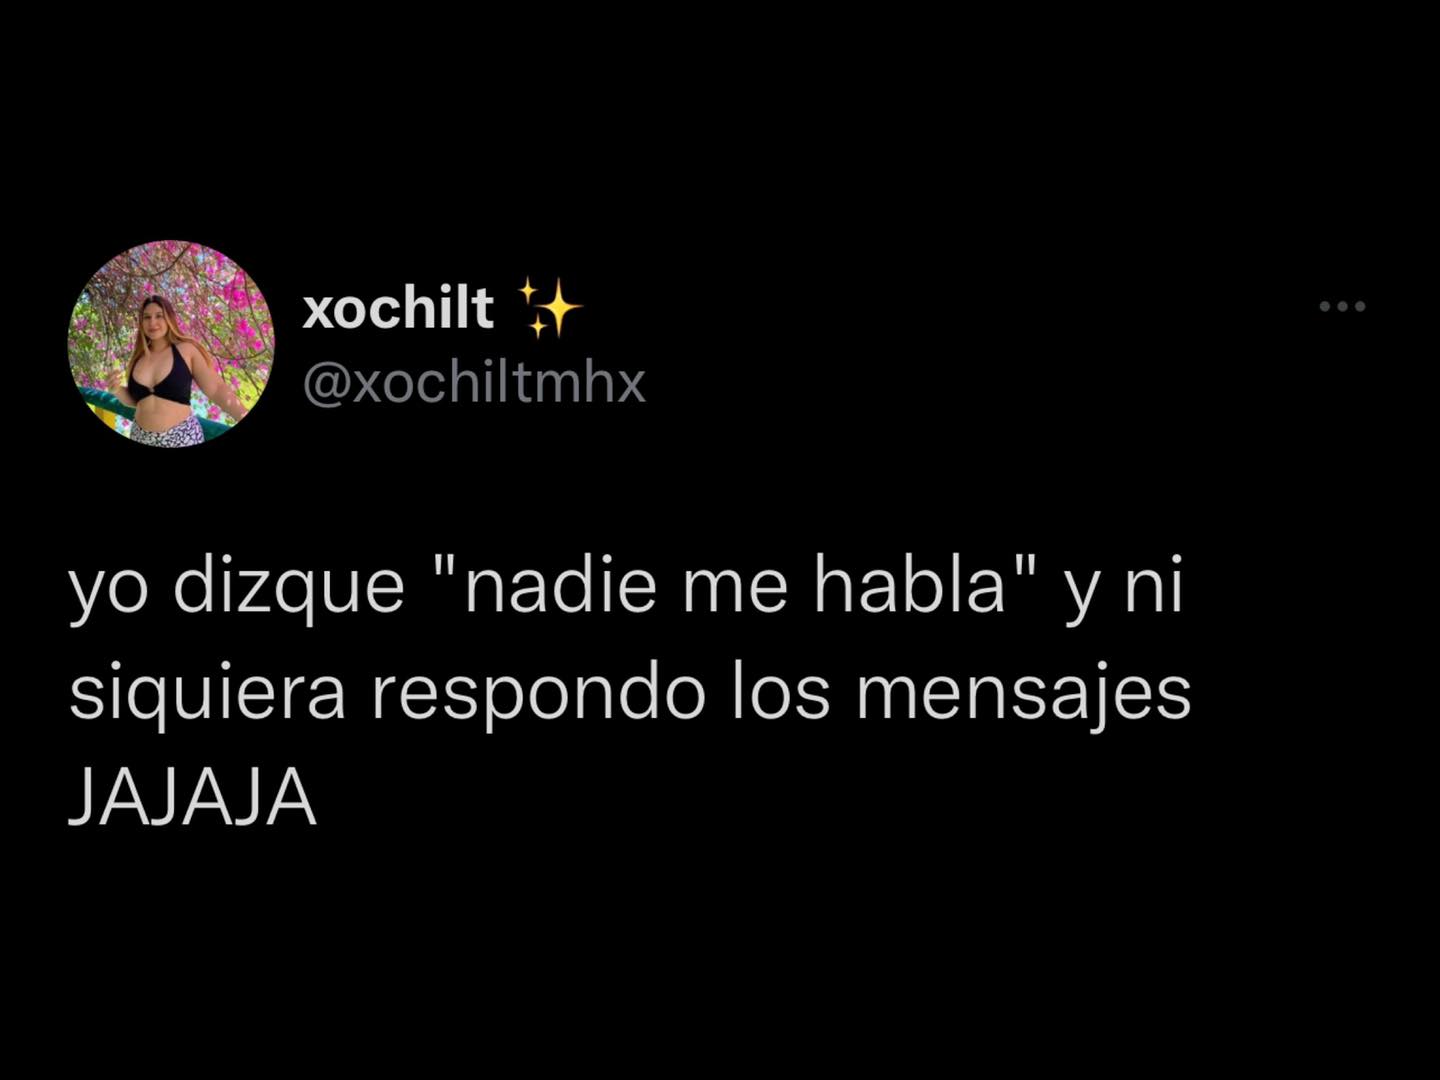 xochilt ✨
@xochiltmhx
yo dizque "nadie me habla" y ni
siquiera respondo los mensajes
JAJAJA